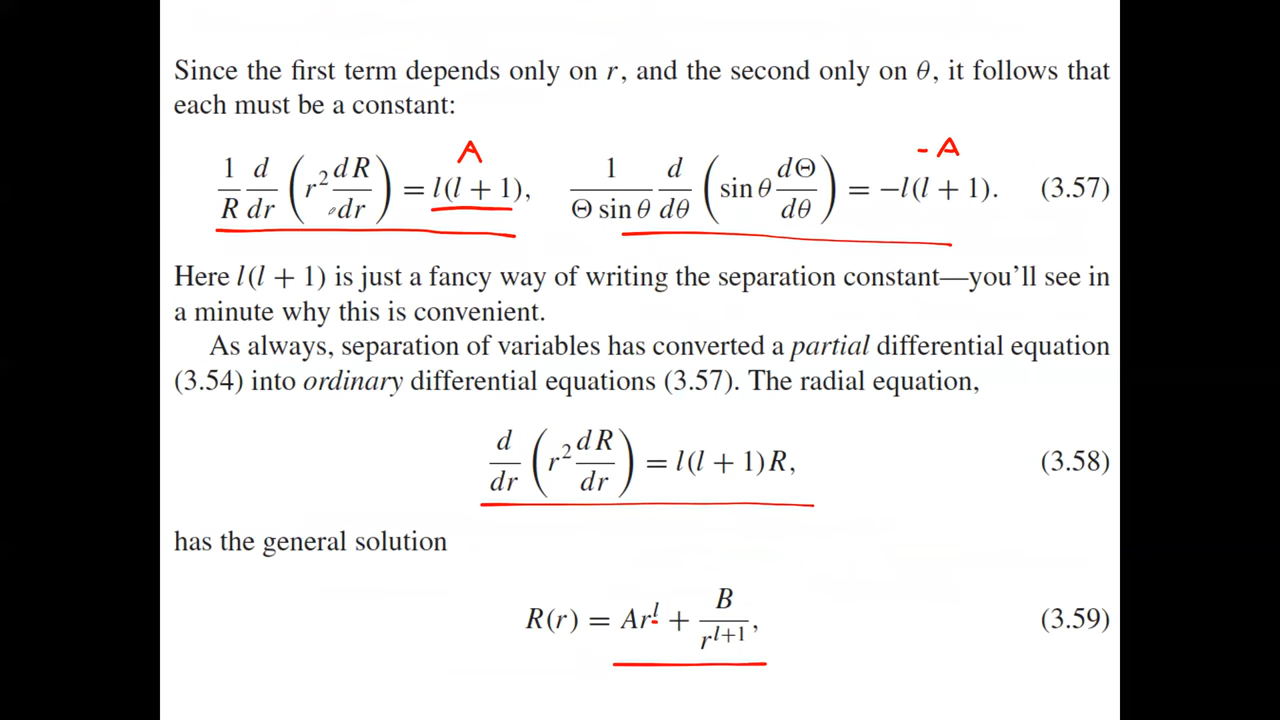 Since the first term depends only on r, and the second only on θ, it follows that
each must be a constant:
A
- A
1/R d/dr (r² dR/dr) = l(l + 1), 1/(Θ sin θ) d/dθ (sin θ dΘ/dθ) = −l(l + 1). (3.57)
Here l(l + 1) is just a fancy way of writing the separation constant—you’ll see in
a minute why this is convenient.
As always, separation of variables has converted a partial differential equation
(3.54) into ordinary differential equations (3.57). The radial equation,
d/dr (r² dR/dr) = l(l + 1)R, (3.58)
has the general solution
R(r) = Ar^l + B/r^{l+1}, (3.59)